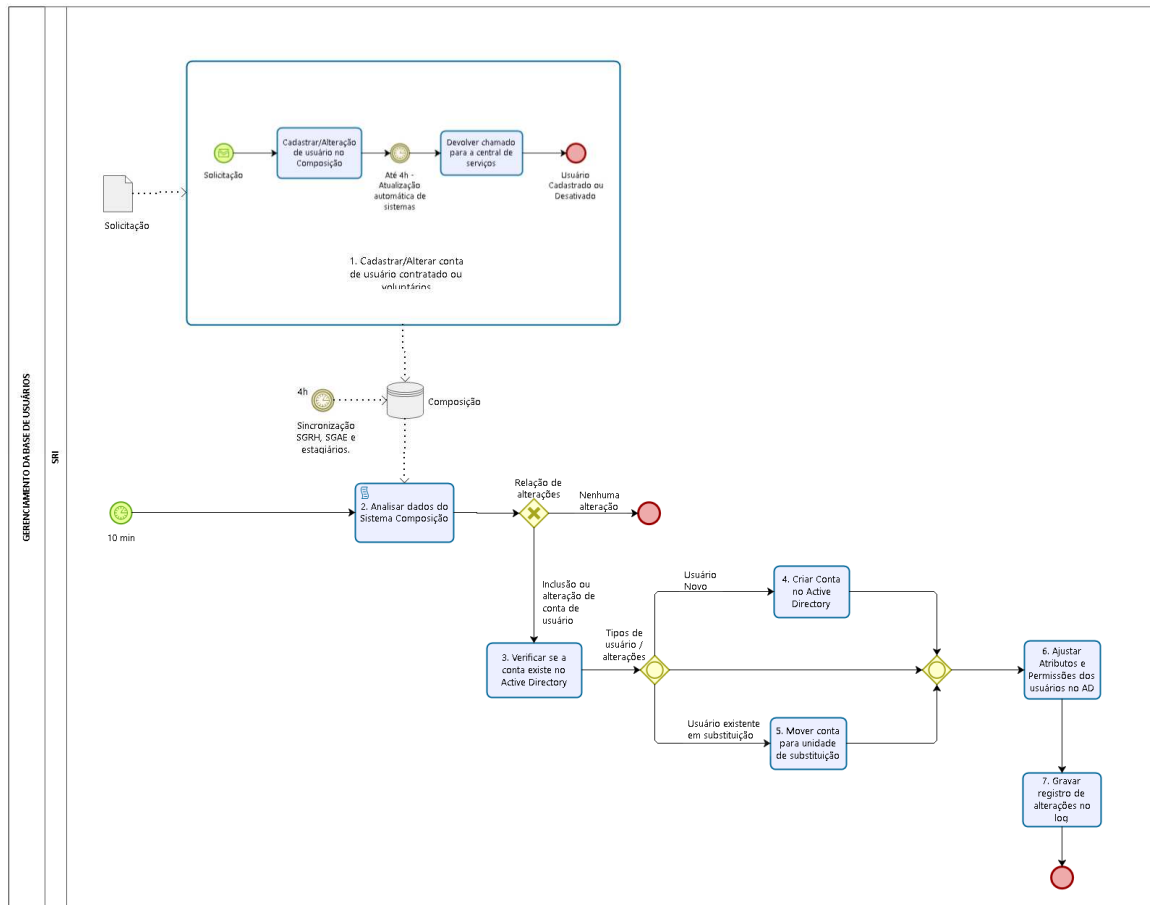 GERENCIAMENTO DA BASE DE USUÁRIOS
SRI
Solicitação
Solicitação
Cadastrar/Alteração
de usuário no
Composição
Até 4h -
Atualização
automática de
sistemas
Devolver chamado
para a central de
serviços
Usuário
Cadastrado ou
Desativado
1. Cadastrar/Alterar conta
de usuário contratado ou
voluntários
4h
Sincronização
SGRH, SGAE e
estagiários.
Composição
10 min
2. Analisar dados do
Sistema Composição
Relação de
alterações
Nenhuma
alteração
Inclusão ou
alteração de
conta de
usuário
3. Verificar se a
conta existe no
Active Directory
Tipos de
usuário /
alterações
Usuário
Novo
4. Criar Conta
no Active
Directory
Usuário existente
em substituição
5. Mover conta
para unidade
de substituição
6. Ajustar
Atributos e
Permissões dos
usuários no AD
7. Gravar
registro de
alterações no
log